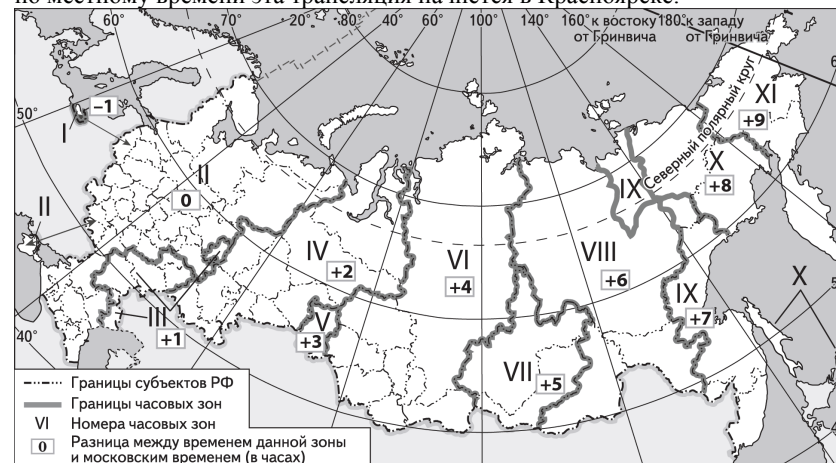 по местному времени эта трансляция начнется в Красноярске.
60° 70° 20° 80° 40° 60° 100° 140° 160° к востоку 180° к западу
от Гринвича от Гринвича
50°
40°
I
-1
II
II
0
III
+1
IV
+2
V
+3
VI
+4
VII
+5
VIII
+6
IX
IX
+7
X
+8
XI
+9
X
Северный полярный круг
Границы субъектов РФ
Границы часовых зон
VI Номера часовых зон
0 Разница между временем данной зоны
и московским временем (в часах)